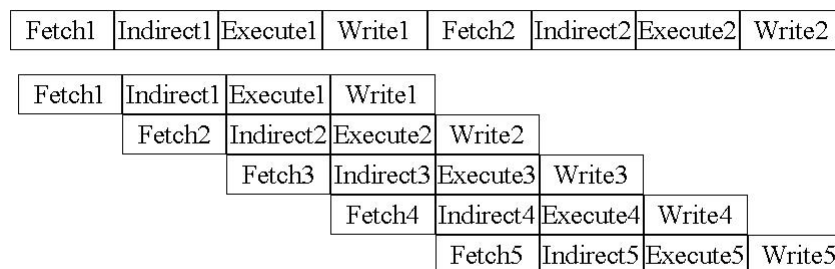 Fetch1 Indirect1 Execute1 Write1 Fetch2 Indirect2 Execute2 Write2
Fetch1 Indirect1 Execute1 Write1
Fetch2 Indirect2 Execute2 Write2
Fetch3 Indirect3 Execute3 Write3
Fetch4 Indirect4 Execute4 Write4
Fetch5 Indirect5 Execute5 Write5